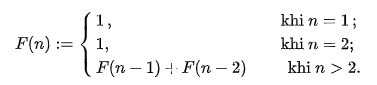 F(n) := { 1, khi n = 1;
1, khi n = 2;
F(n − 1) + F(n − 2) khi n > 2.